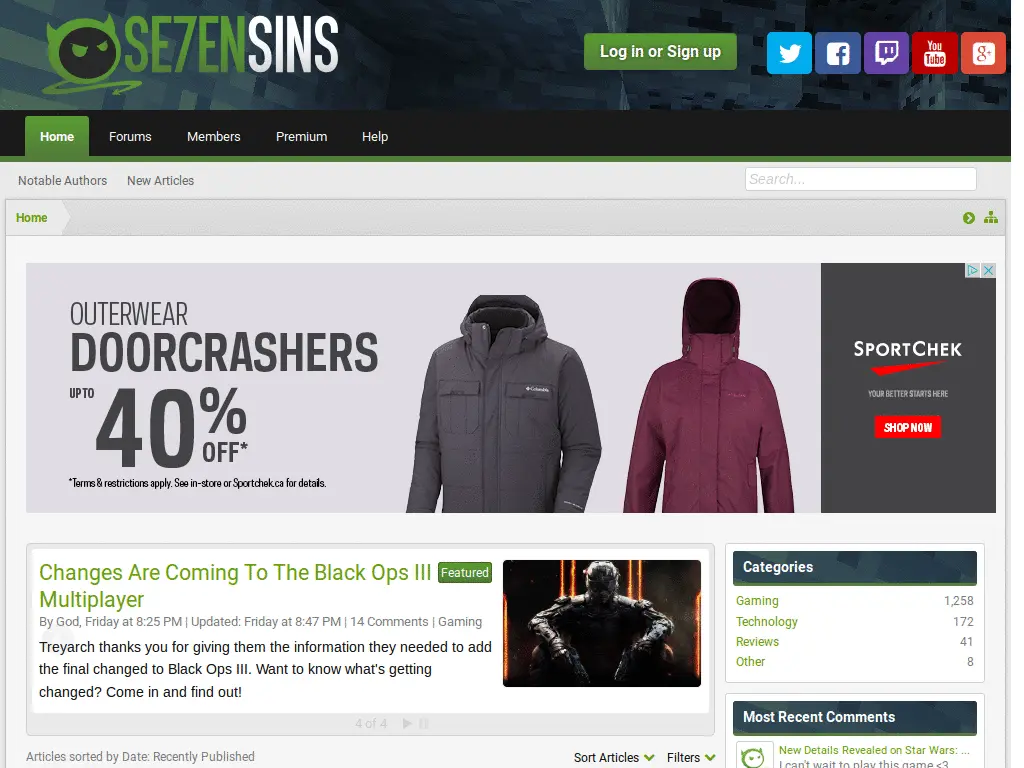 SE7ENSINS
Log in or Sign up
You
Tube
g+
Home
Forums
Members
Premium
Help
Notable Authors
New Articles
Search...
Home
OUTERWEAR
DOORCRASHERS
UP TO
40%
OFF*
*Terms & restrictions apply. See in-store or Sportchek.ca for details.
Columbia
SPORTCHEK
YOUR BETTER STARTS HERE
SHOP NOW
Changes Are Coming To The Black Ops III
Featured
Multiplayer
By God, Friday at 8:25 PM | Updated: Friday at 8:47 PM | 14 Comments | Gaming
Treyarch thanks you for giving them the information they needed to add
the final changed to Black Ops III. Want to know what's getting
changed? Come in and find out!
4 of 4
Articles sorted by Date: Recently Published
Sort Articles
Filters
Categories
Gaming 1,258
Technology 172
Reviews 41
Other 8
Most Recent Comments
New Details Revealed on Star Wars: ...
I can't wait to play this game <3